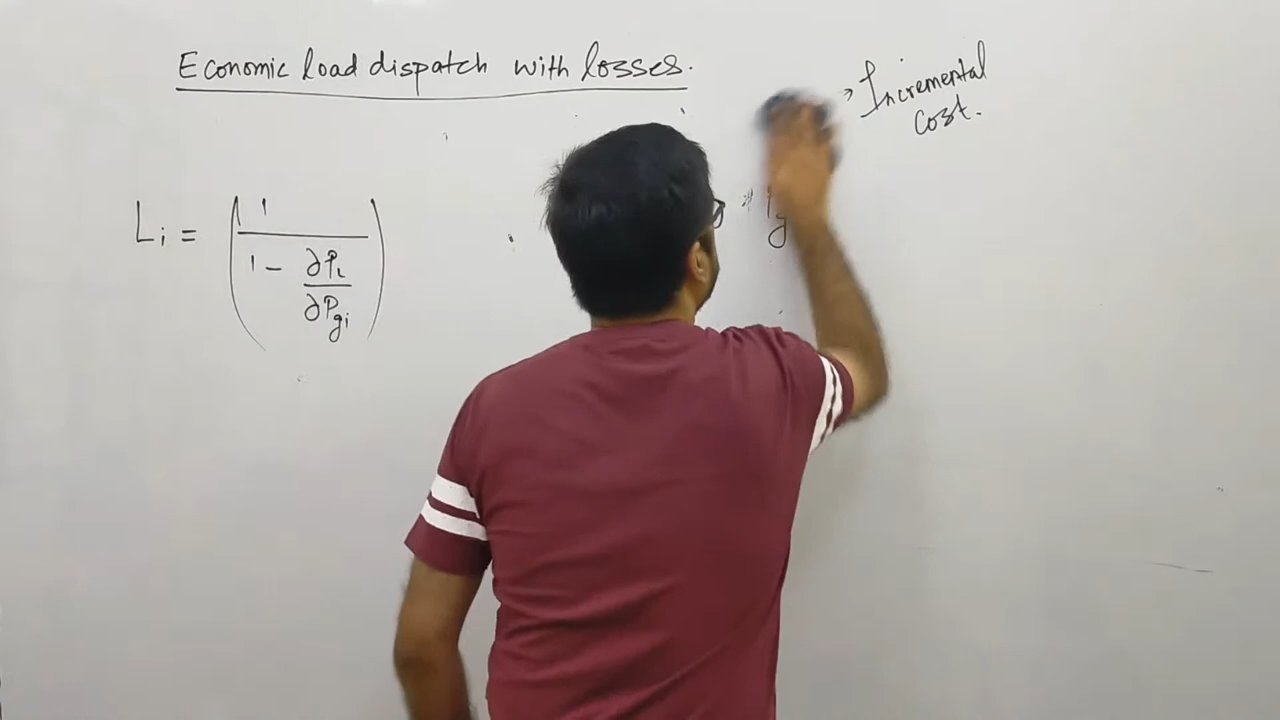 Economic load dispatch with losses.
→ Incremental
cost.
Li = (1 / (1 - ∂PL / ∂Pgi))